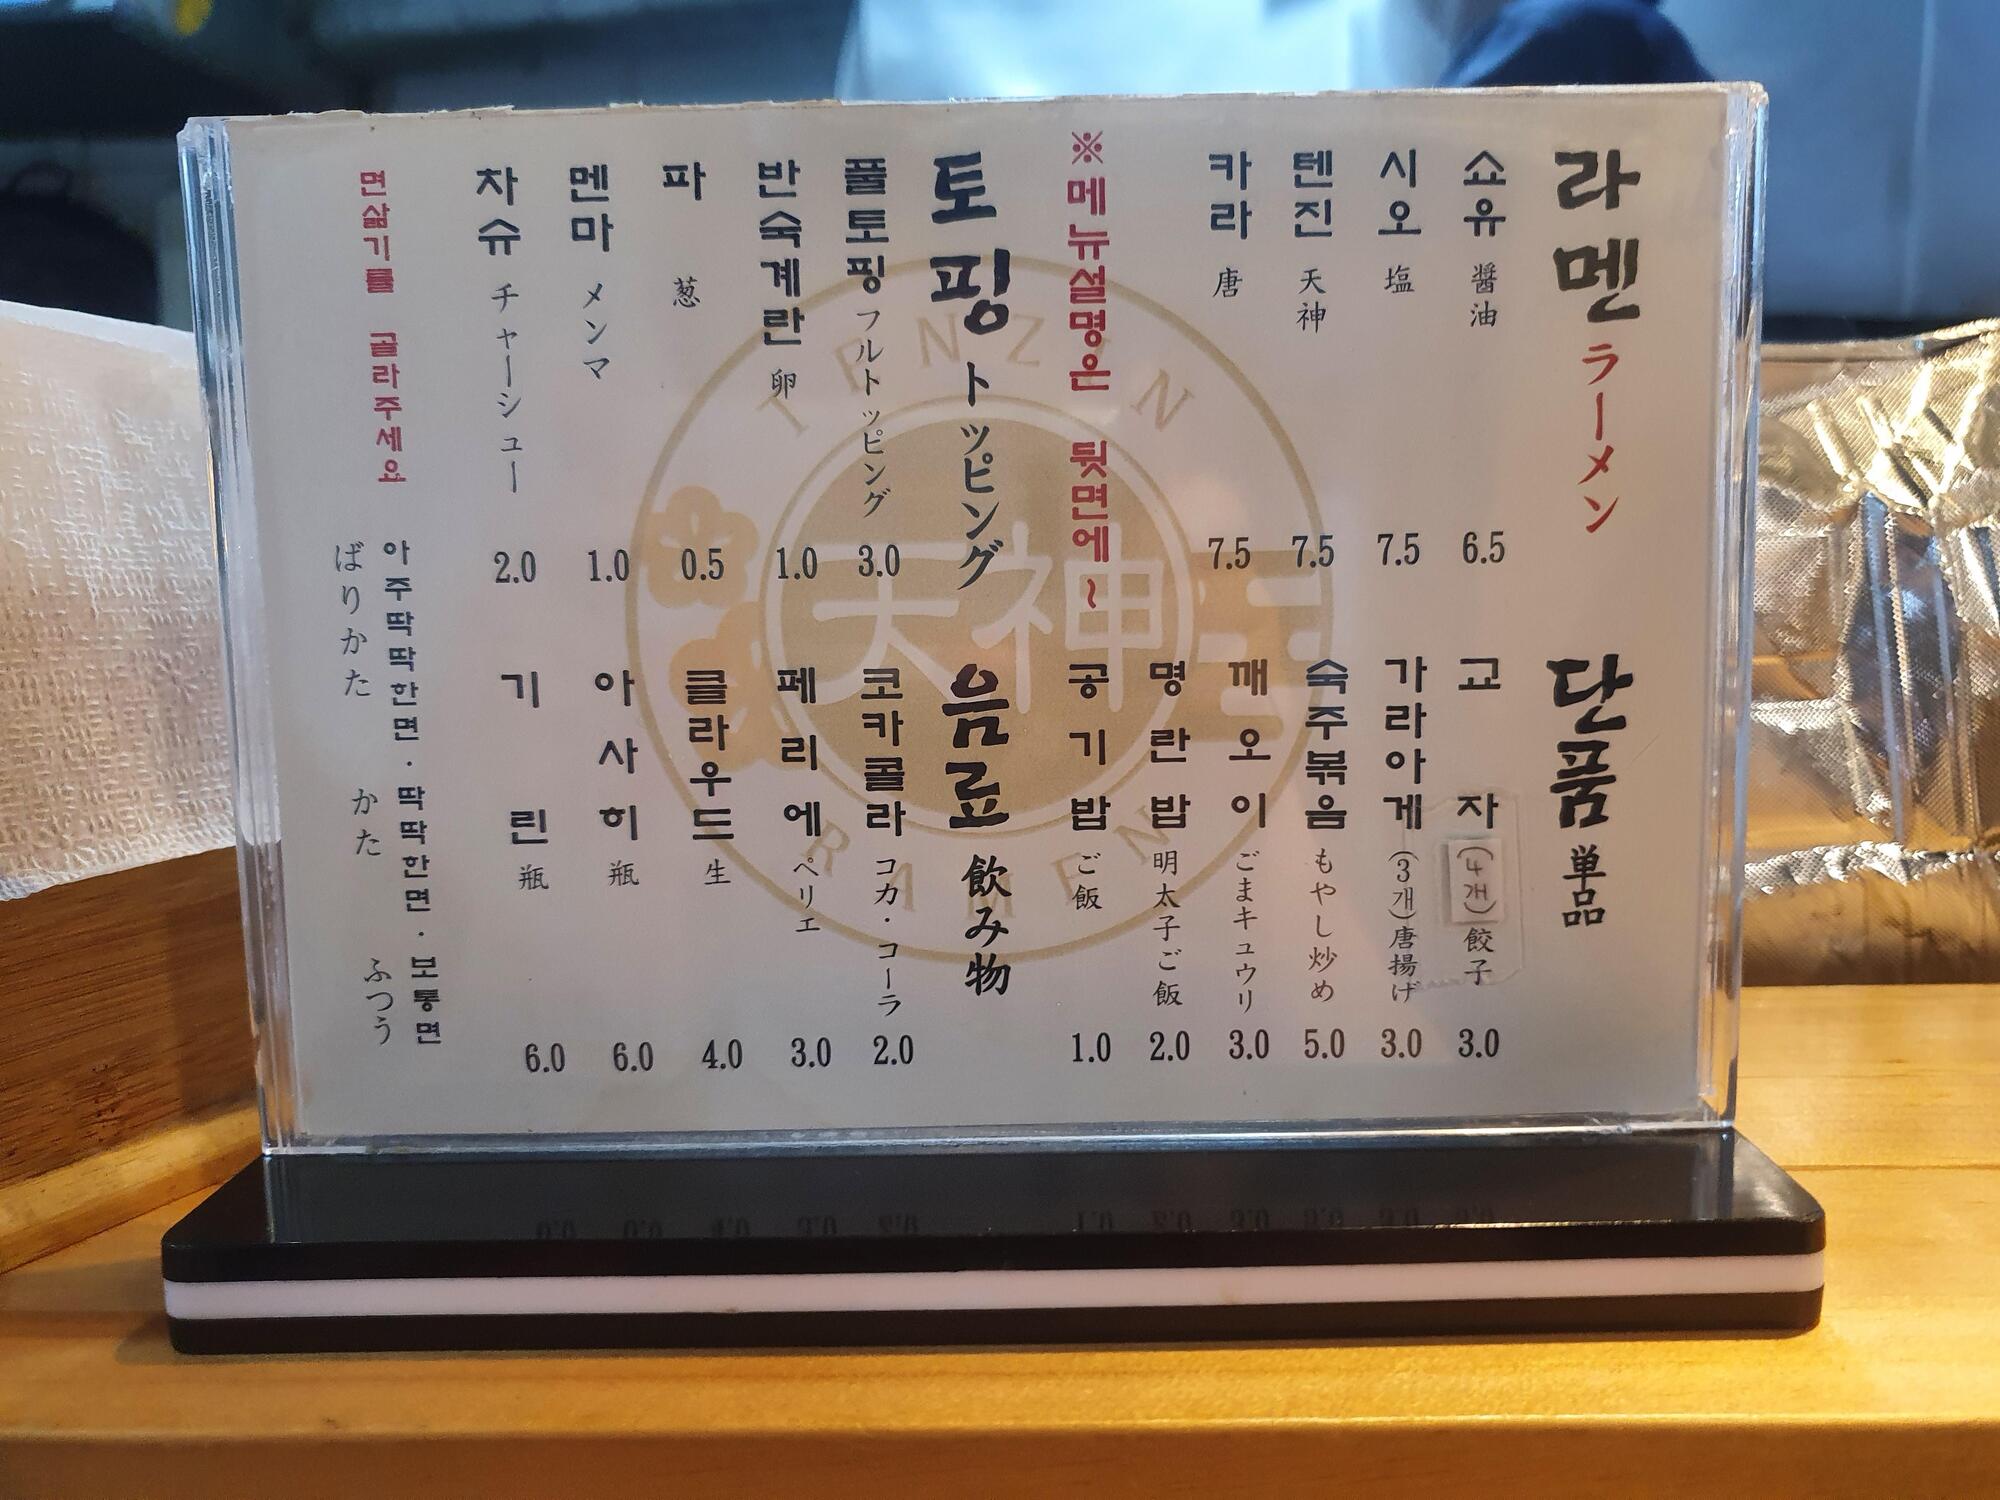 라멘 ラーメン
쇼유 醤油 6.5
시오 塩 7.5
텐진 天神 7.5
카라 唐 7.5
※메뉴설명은 뒷면에~
토핑 トッピング
풀토핑 フルトッピング 3.0
반숙계란 卵 1.0
파 葱 0.5
멘마 メンマ 1.0
차슈 チャーシュー 2.0
면삶기를 골라주세요
단품 単品
교자 (4개) 餃子 3.0
가라아게 (3개) 唐揚げ 3.0
숙주볶음 もやし炒め 5.0
깨오이 ごまキュウリ 3.0
명란밥 明太子ご飯 2.0
공기밥 ご飯 1.0
음료 飲み物
코카콜라 コカ・コーラ 2.0
페리에 ペリエ 3.0
클라우드 生 4.0
아사히 瓶 6.0
기린 瓶 6.0
아주딱딱한면 · 딱딱한면 · 보통면
ばりかた かた ふつう
TENZIN
天神
RAMEN